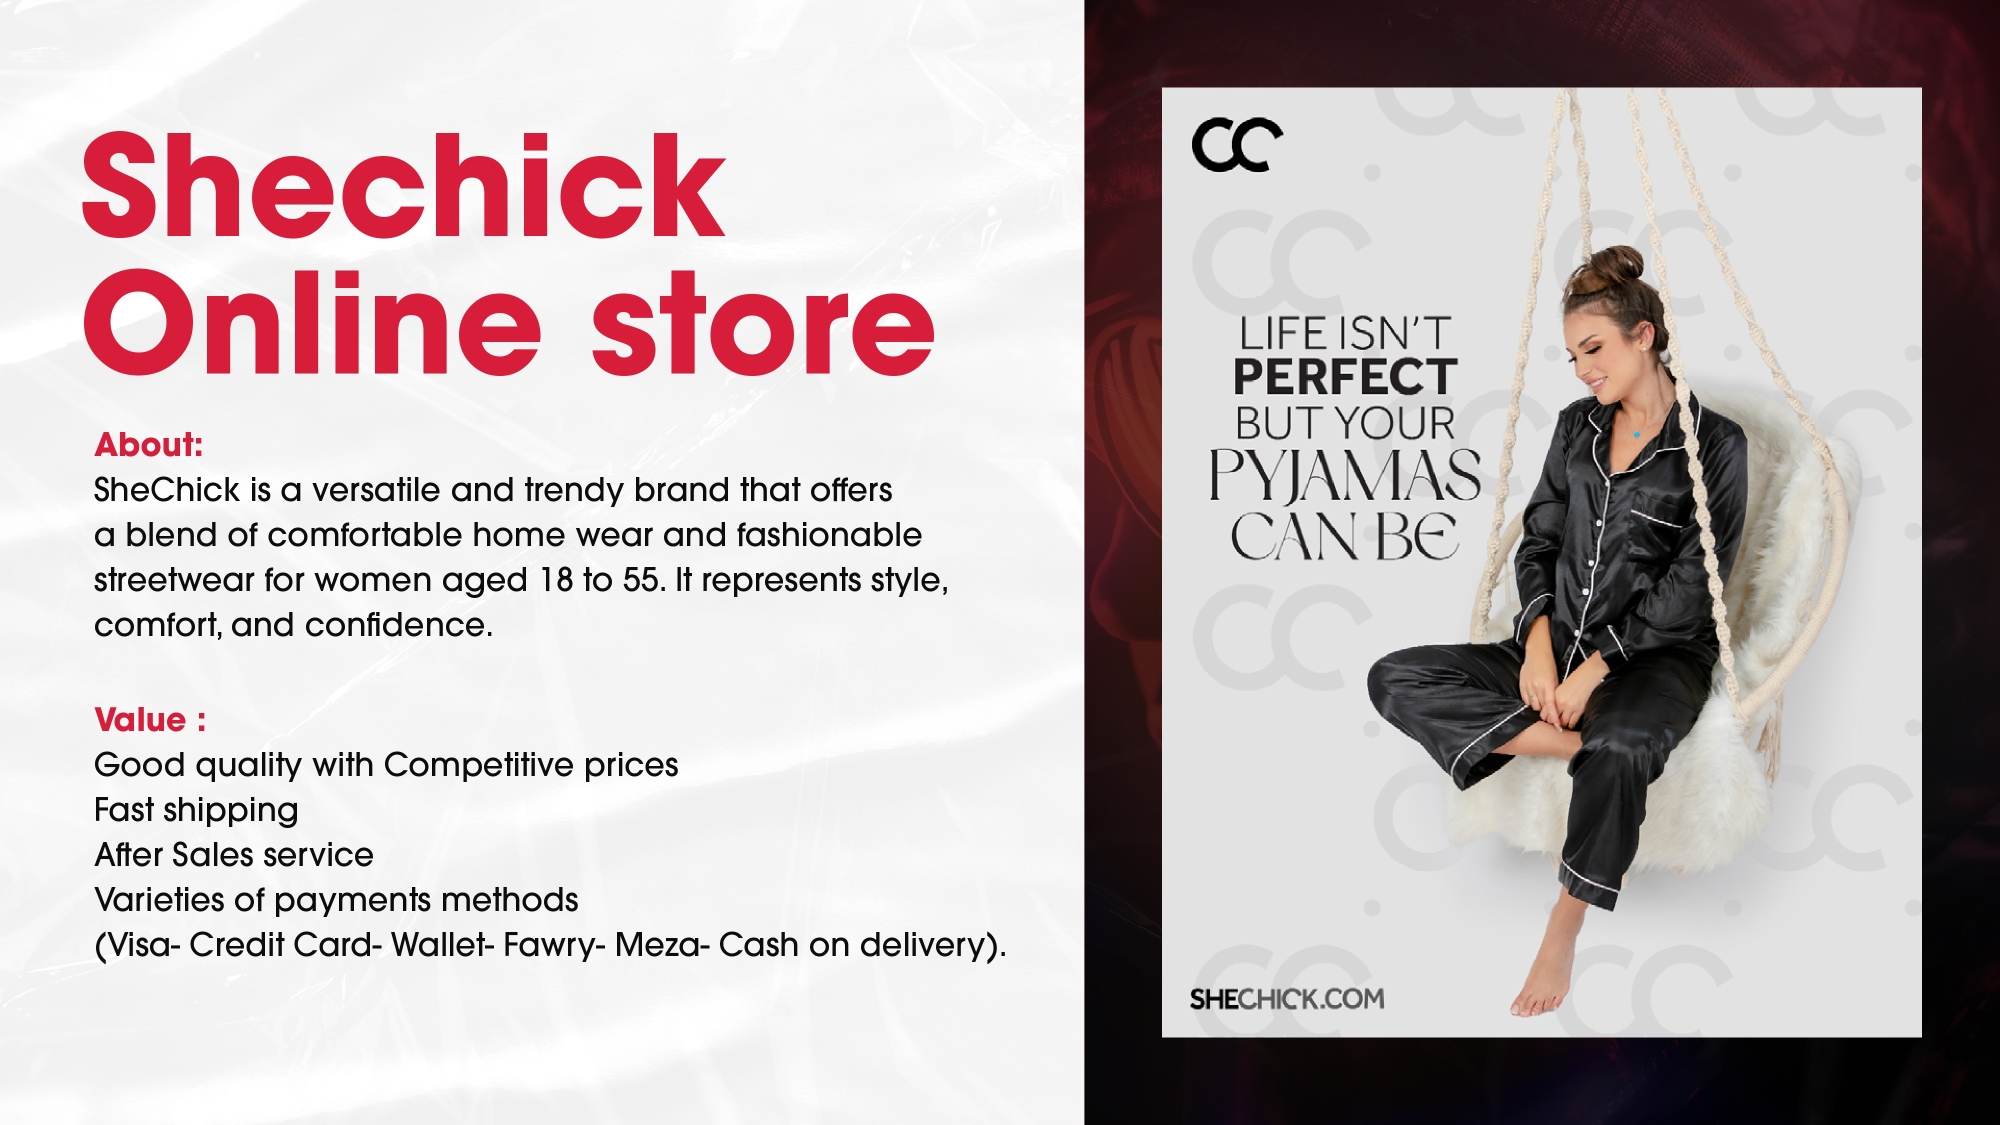 Shechick
Online store
About:
SheChick is a versatile and trendy brand that offers
a blend of comfortable home wear and fashionable
streetwear for women aged 18 to 55. It represents style,
comfort, and confidence.
Value :
Good quality with Competitive prices
Fast shipping
After Sales service
Varieties of payments methods
(Visa- Credit Card- Wallet- Fawry- Meza- Cash on delivery).
CC
LIFE ISN'T
PERFECT
BUT YOUR
PYJAMAS
CAN BE
SHECHICK.COM